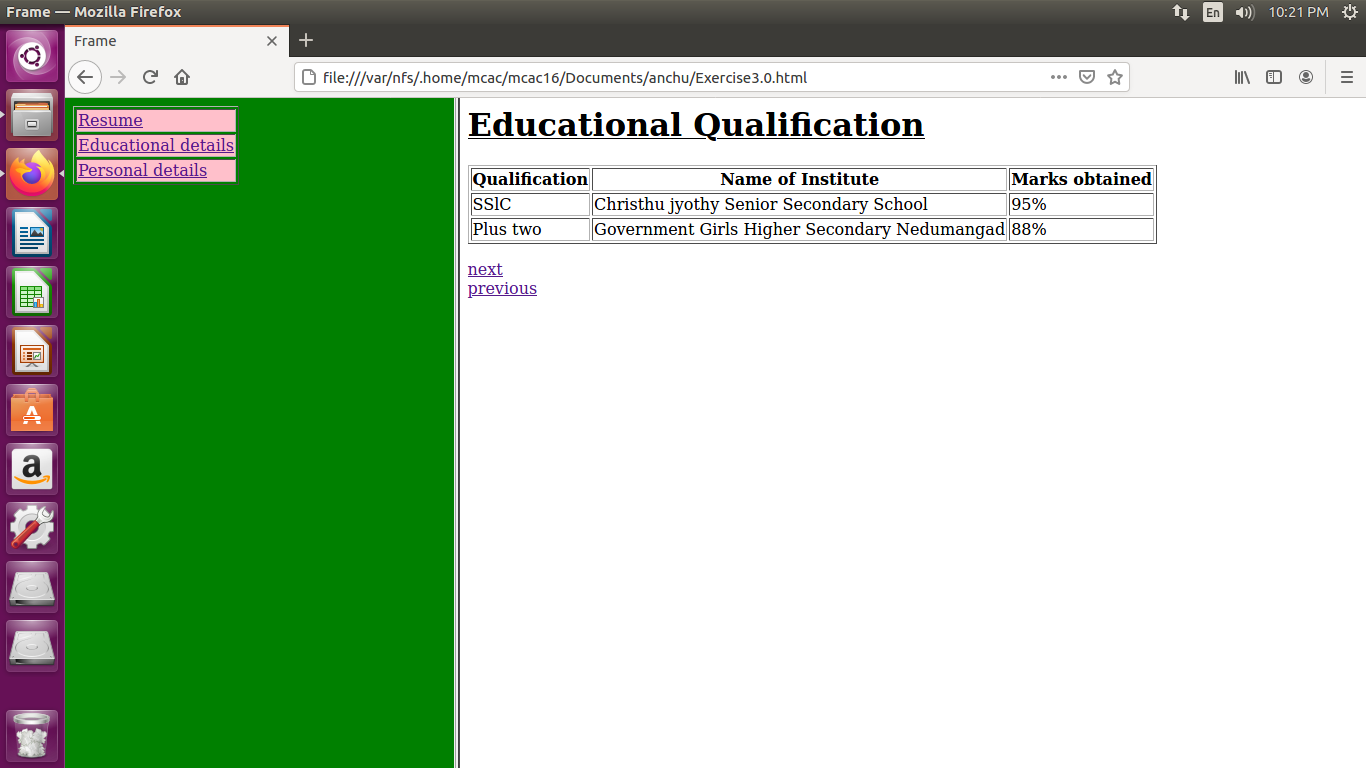 Frame — Mozilla Firefox
En
10:21 PM
Frame
file:///var/nfs/.home/mcac/mcac16/Documents/anchu/Exercise3.0.html
Resume
Educational details
Personal details
Educational Qualification
Qualification Name of Institute Marks obtained
SSlC Christhu jyothy Senior Secondary School 95%
Plus two Government Girls Higher Secondary Nedumangad 88%
next
previous